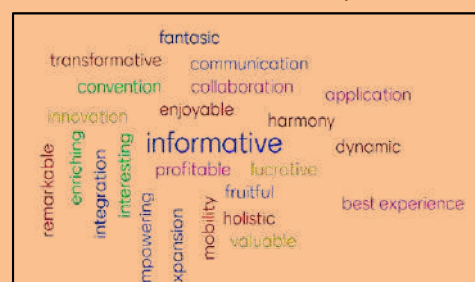 fantasic
transformative
communication
convention
collaboration
application
innovation
enjoyable
harmony
informative
dynamic
remarkable
enriching
integration
interesting
profitable
lucrative
fruitful
best experience
mpowering
xpansion
mobility
holistic
valuable